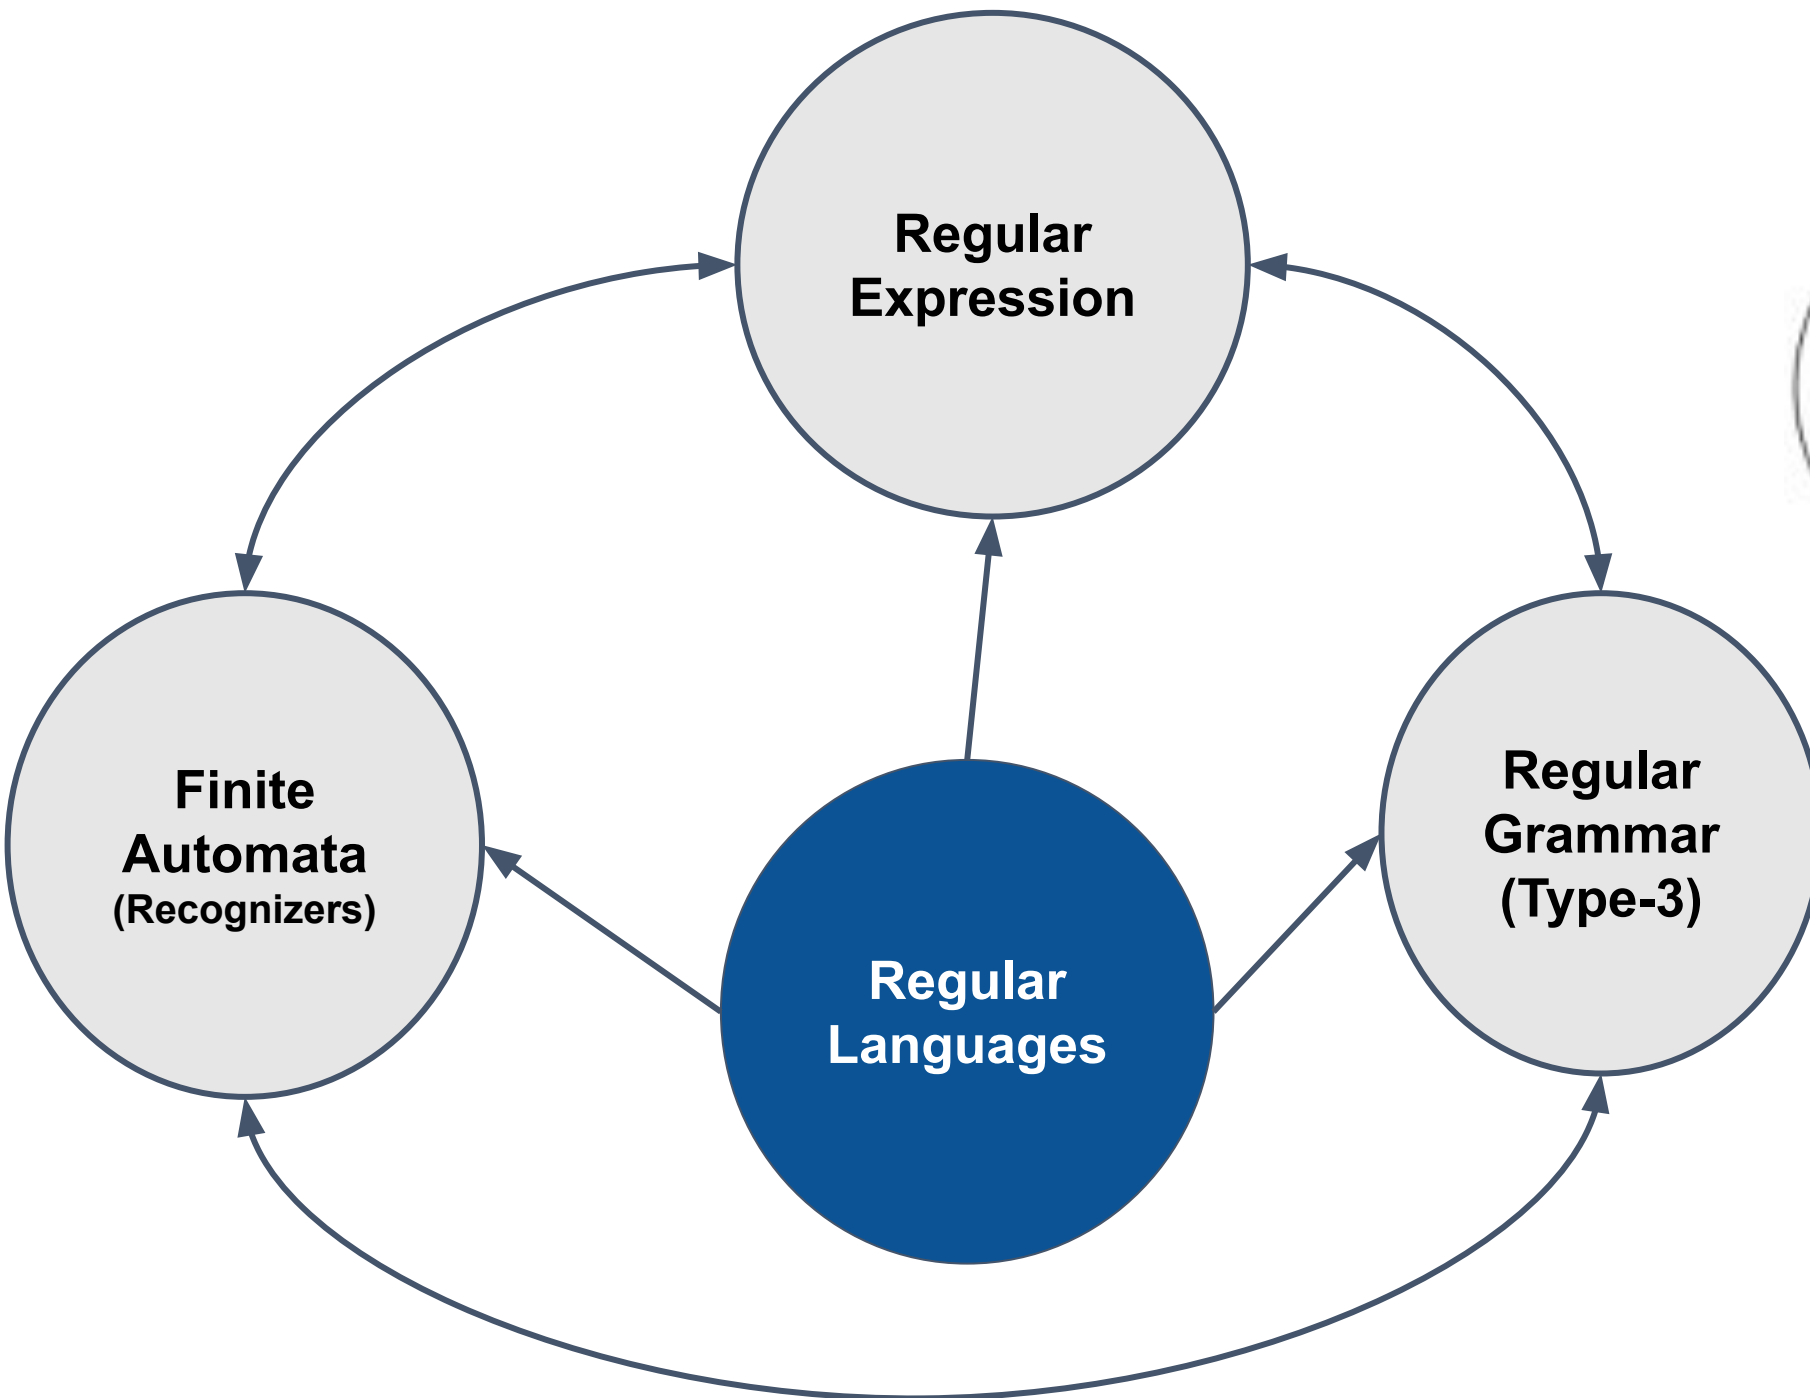 Regular
Expression
Finite
Automata
(Recognizers)
Regular
Grammar
(Type-3)
Regular
Languages